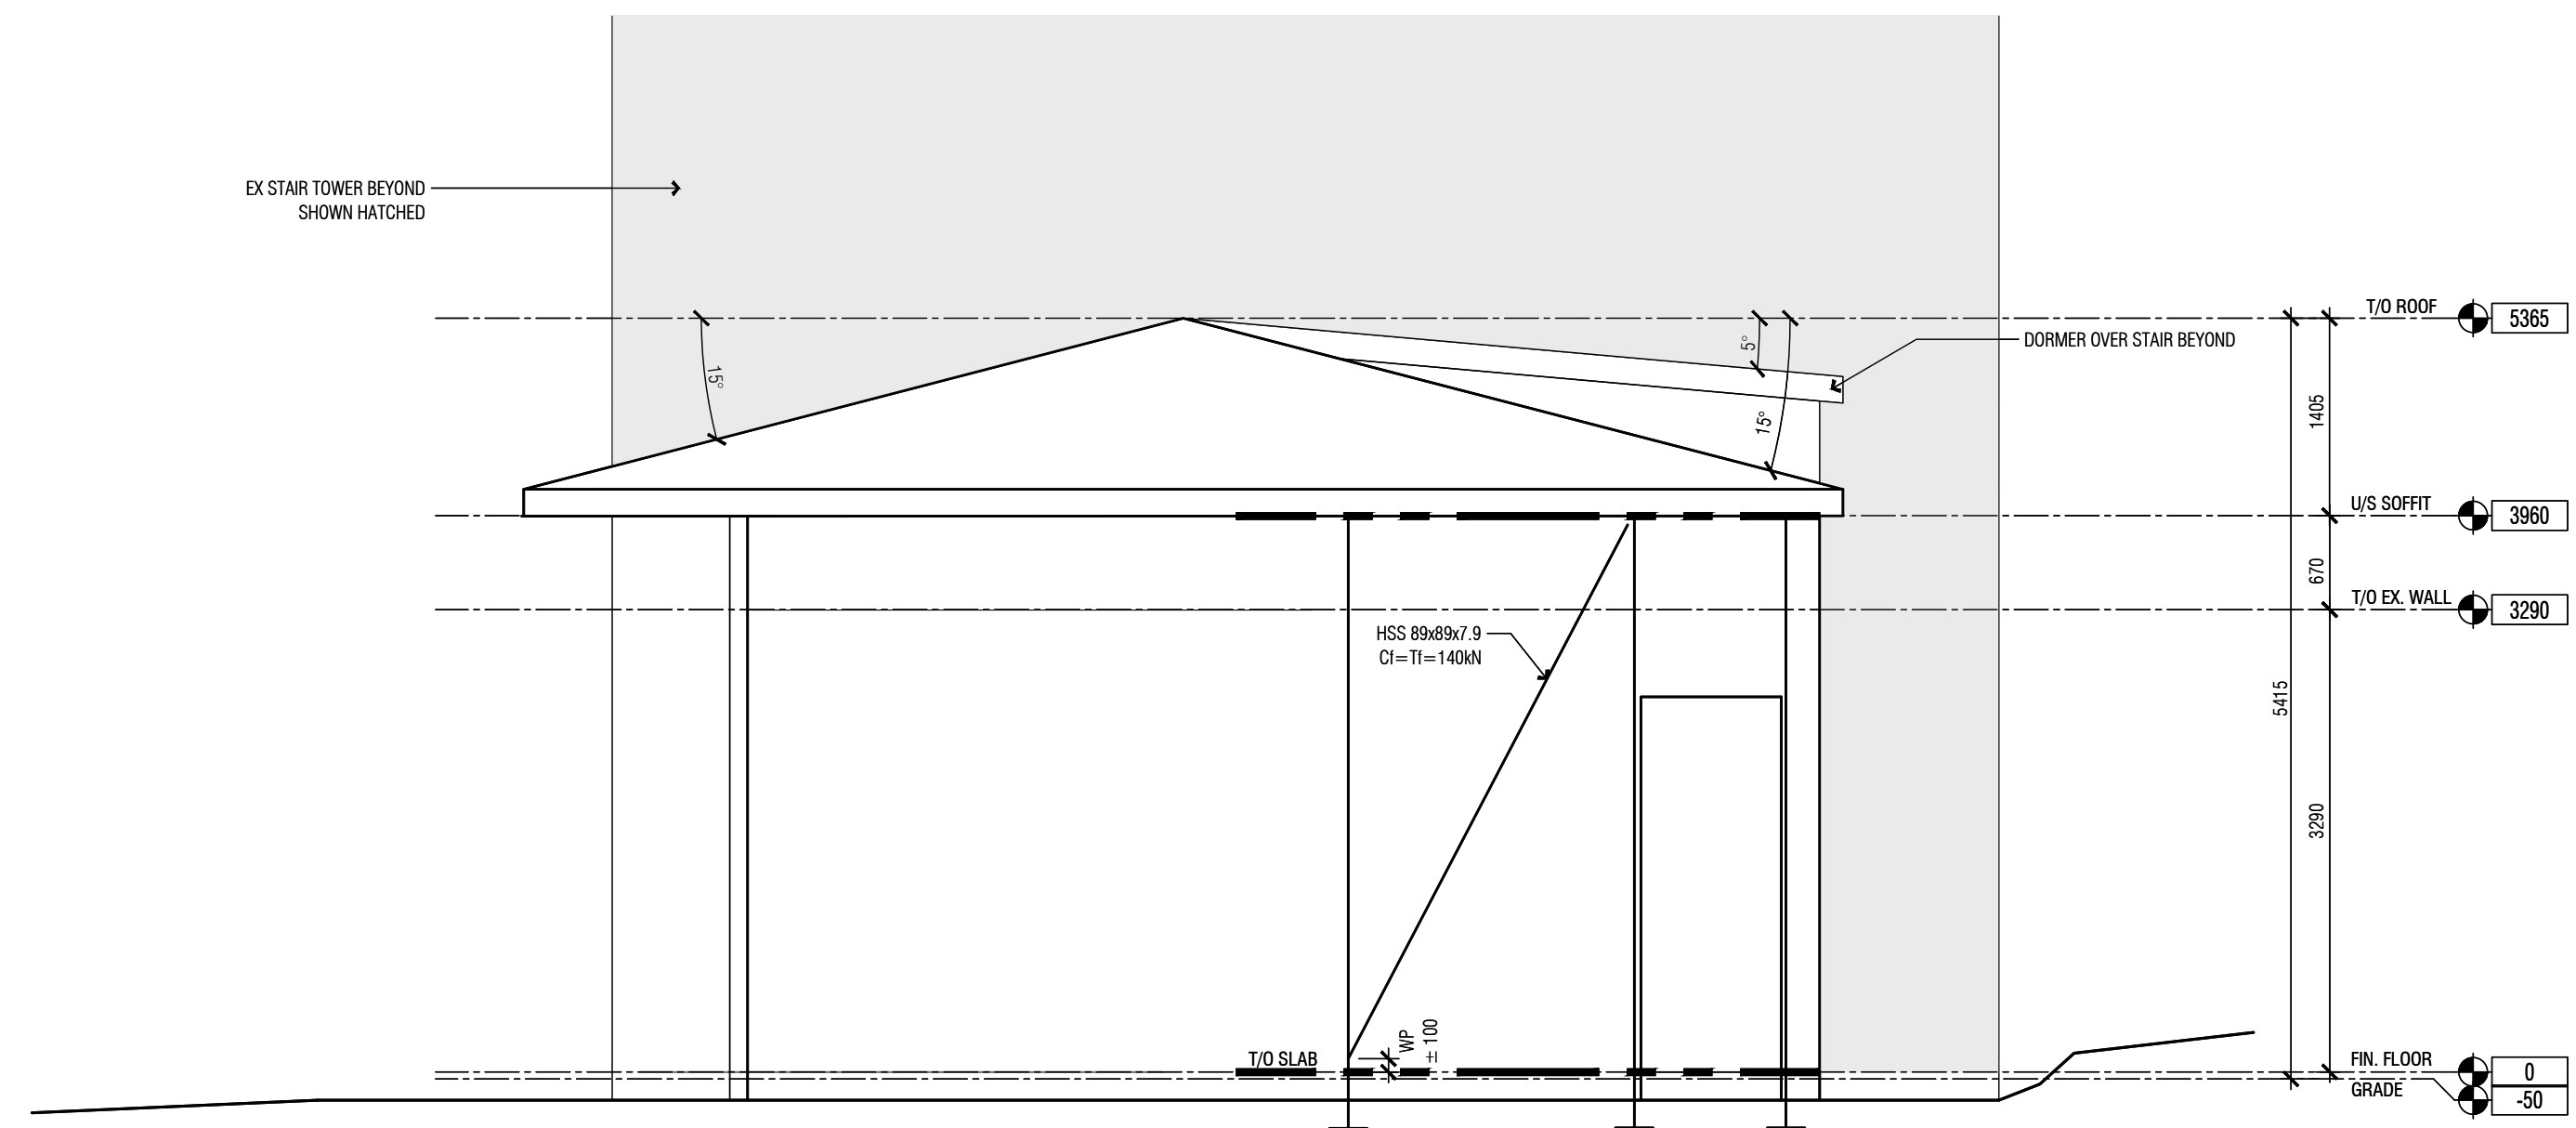 EX STAIR TOWER BEYOND
SHOWN HATCHED
T/O ROOF
5365
5°
DORMER OVER STAIR BEYOND
15°
15°
1405
U/S SOFFIT
3960
670
T/O EX. WALL
3290
HSS 89x89x7.9
Cf=Tf=140kN
5415
3290
WP
± 100
T/O SLAB
FIN. FLOOR
0
GRADE
-50